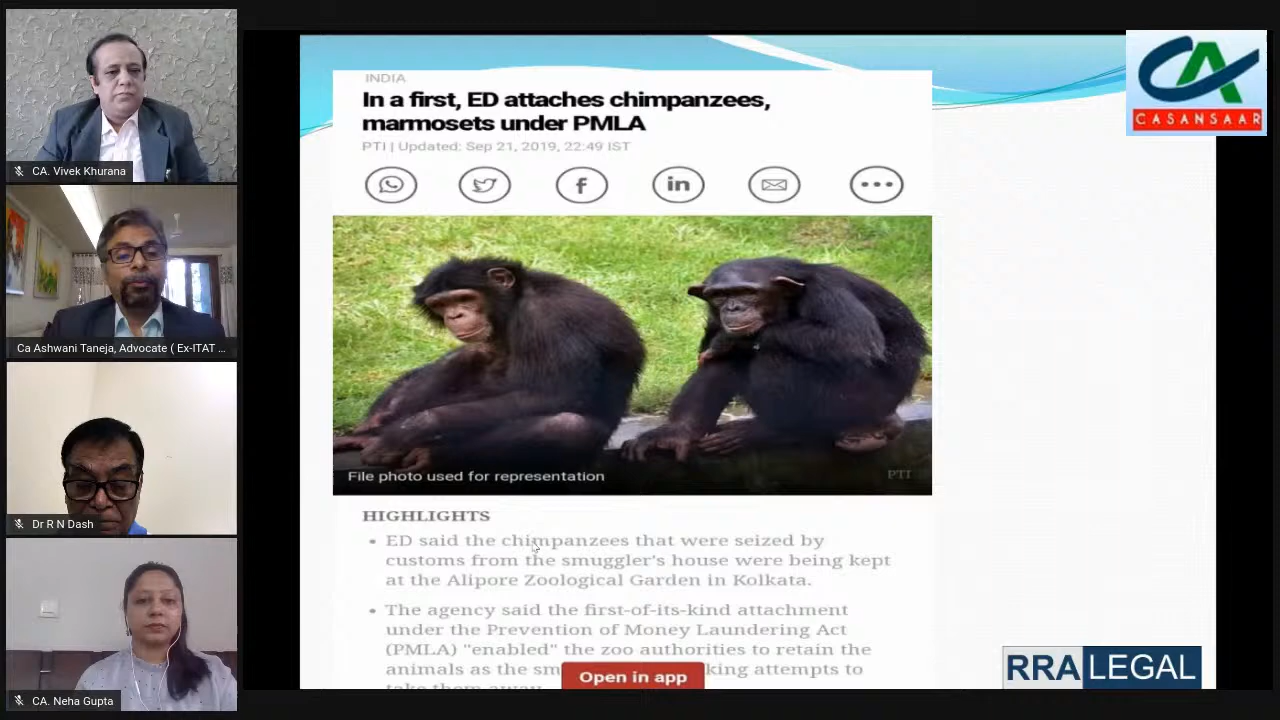 CA. Vivek Khurana
Ca Ashwani Taneja, Advocate ( Ex-ITAT ...
Dr R N Dash
CA. Neha Gupta
INDIA
In a first, ED attaches chimpanzees,
marmosets under PMLA
PTI | Updated: Sep 21, 2019, 22:49 IST
f
in
File photo used for representation
PTI
HIGHLIGHTS
• ED said the chimpanzees that were seized by
customs from the smuggler's house were being kept
at the Alipore Zoological Garden in Kolkata.
• The agency said the first-of-its-kind attachment
under the Prevention of Money Laundering Act
(PMLA) "enabled" the zoo authorities to retain the
animals as the sm king attempts to
take them away.
Open in app
CA
CASANSAAR
RRA LEGAL